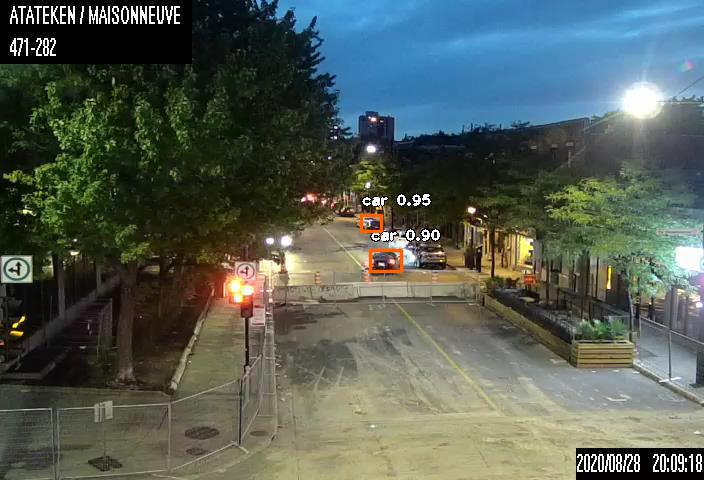 ATATEKEN / MAISONNEUVE
471-282
car 0.95
car 0.90
2020/08/28 20:09:18